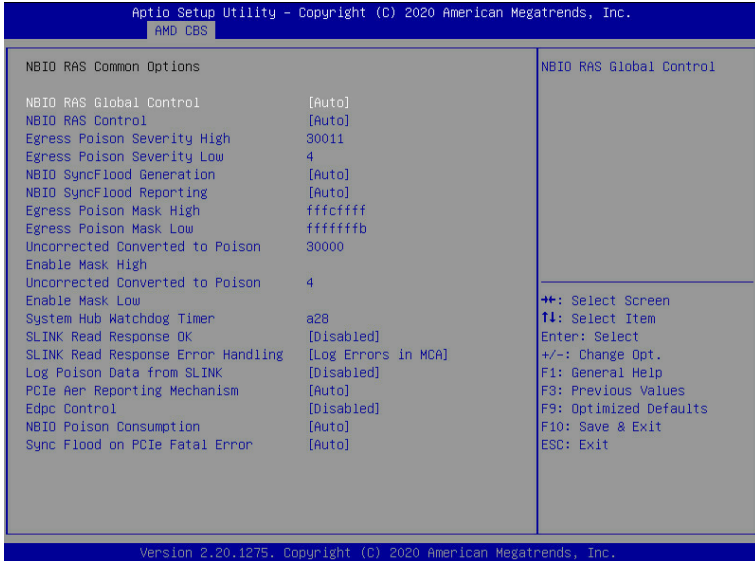 Aptio Setup Utility – Copyright (C) 2020 American Megatrends, Inc.
AMD CBS
NBIO RAS Common Options
NBIO RAS Global Control [Auto]
NBIO RAS Control [Auto]
Egress Poison Severity High 30011
Egress Poison Severity Low 4
NBIO SyncFlood Generation [Auto]
NBIO SyncFlood Reporting [Auto]
Egress Poison Mask High fffcffff
Egress Poison Mask Low fffffffb
Uncorrected Converted to Poison 30000
Enable Mask High
Uncorrected Converted to Poison 4
Enable Mask Low
System Hub Watchdog Timer a28
SLINK Read Response OK [Disabled]
SLINK Read Response Error Handling [Log Errors in MCA]
Log Poison Data from SLINK [Disabled]
PCIe Aer Reporting Mechanism [Auto]
Edpc Control [Disabled]
NBIO Poison Consumption [Auto]
Sync Flood on PCIe Fatal Error [Auto]
NBIO RAS Global Control
→←: Select Screen
↑↓: Select Item
Enter: Select
+/-: Change Opt.
F1: General Help
F3: Previous Values
F9: Optimized Defaults
F10: Save & Exit
ESC: Exit
Version 2.20.1275. Copyright (C) 2020 American Megatrends, Inc.